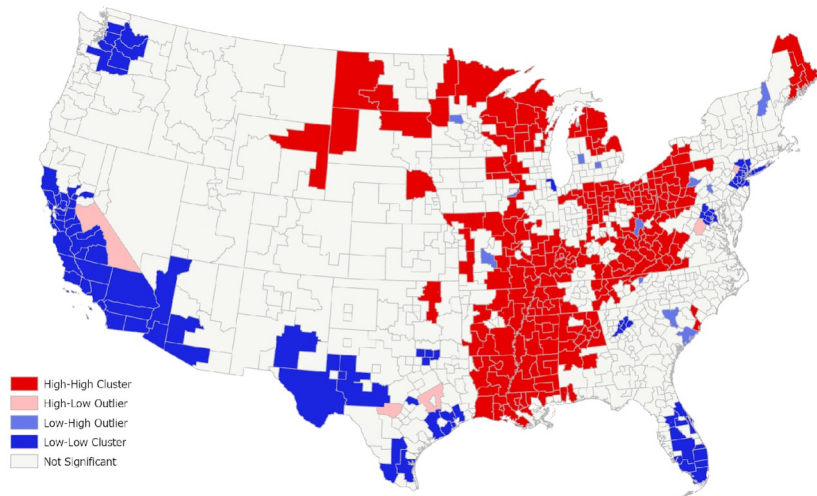 High-High Cluster
High-Low Outlier
Low-High Outlier
Low-Low Cluster
Not Significant